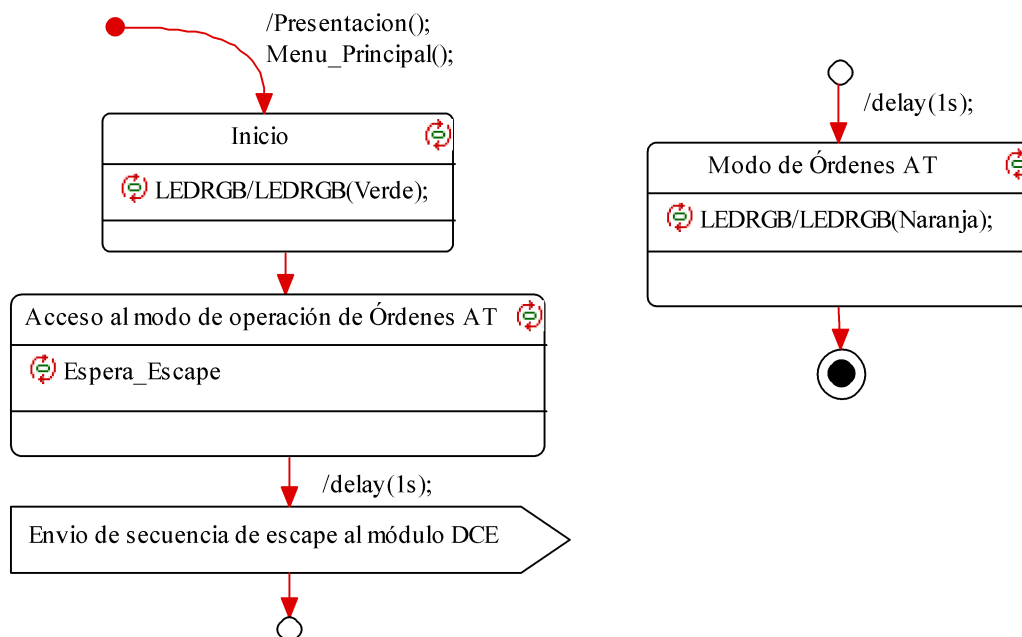 /Presentacion();
Menu_Principal();
Inicio
LEDRGB/LEDRGB(Verde);
Acceso al modo de operación de Órdenes AT
Espera_Escape
/delay(1s);
Envio de secuencia de escape al módulo DCE
/delay(1s);
Modo de Órdenes AT
LEDRGB/LEDRGB(Naranja);